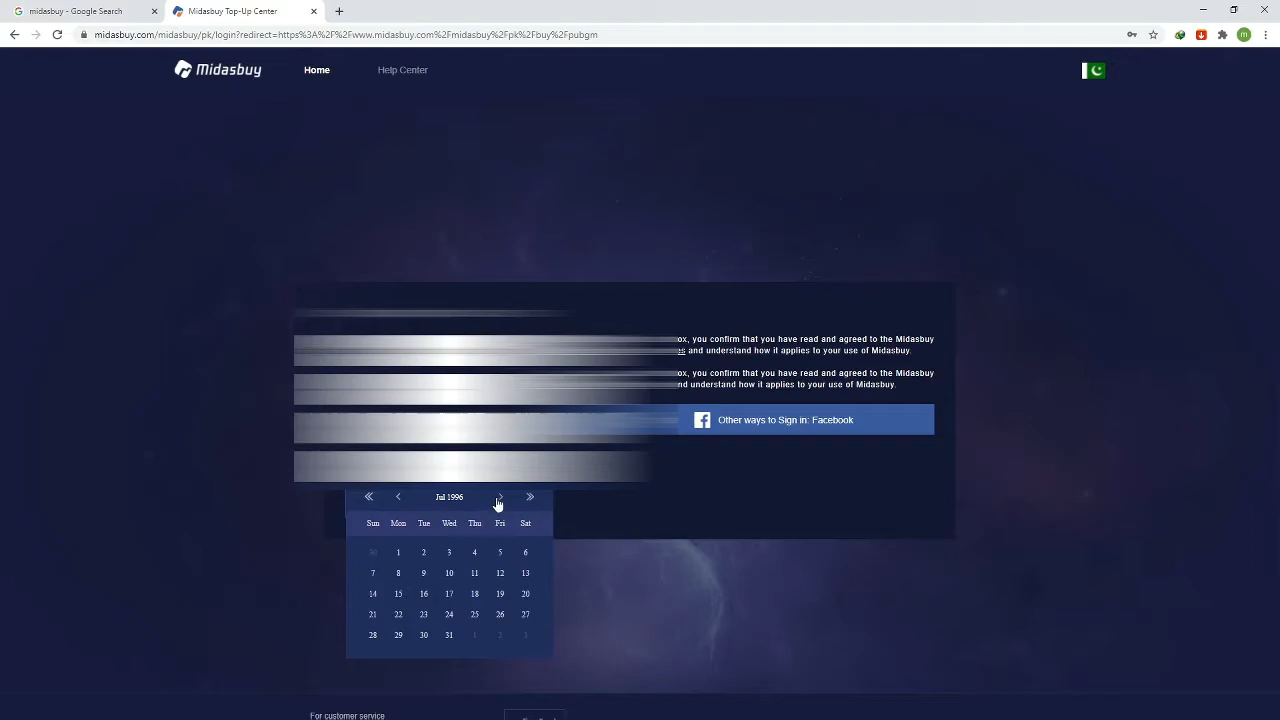 midasbuy - Google Search
Midasbuy Top-Up Center
midasbuy.com/midasbuy/pk/login?redirect=https%3A%2F%2Fwww.midasbuy.com%2Fmidasbuy%2Fpk%2Fbuy%2Fpubgm
m
Midasbuy
Home
Help Center
ox, you confirm that you have read and agreed to the Midasbuy
es and understand how it applies to your use of Midasbuy.
ox, you confirm that you have read and agreed to the Midasbuy
nd understand how it applies to your use of Midasbuy.
Other ways to Sign in: Facebook
Jul 1996
Sun Mon Tue Wed Thu Fri Sat
30 1 2 3 4 5 6
7 8 9 10 11 12 13
14 15 16 17 18 19 20
21 22 23 24 25 26 27
28 29 30 31 1 2 3
For customer service